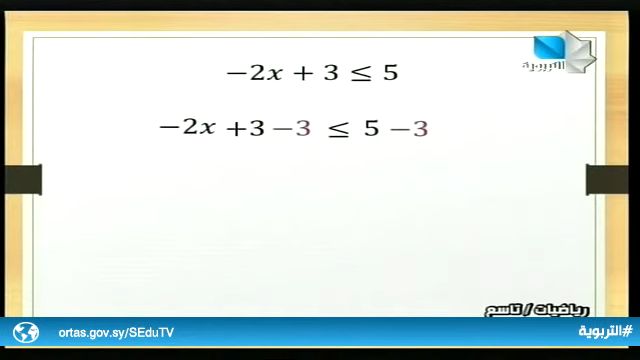 −2x + 3 ≤ 5
التربوية
−2x +3 −3 ≤ 5 −3
رياضيات / تاسع
ortas.gov.sy/SEduTV
#التربوية